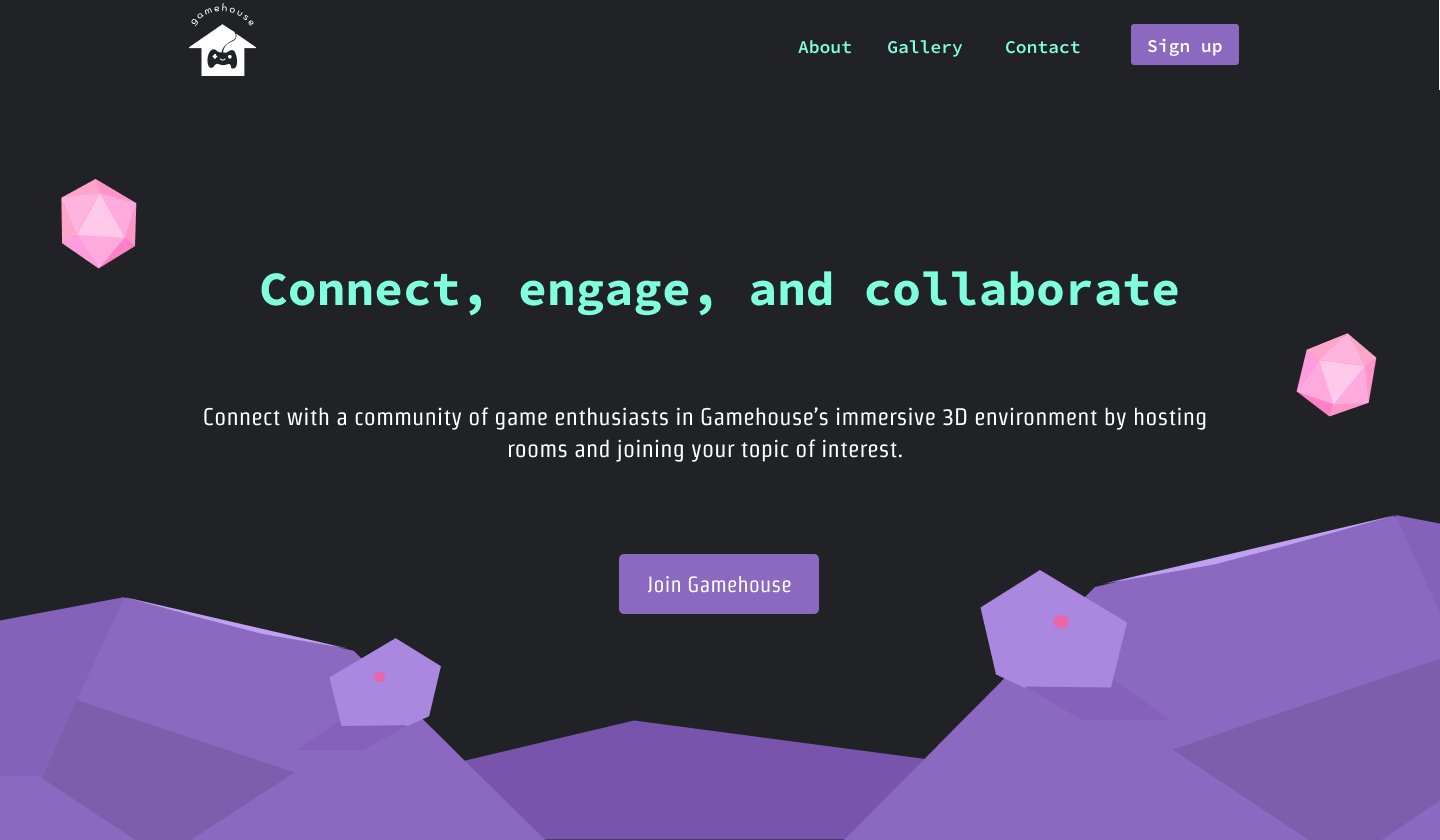 gamehouse
About Gallery Contact Sign up
Connect, engage, and collaborate
Connect with a community of game enthusiasts in Gamehouse’s immersive 3D environment by hosting
rooms and joining your topic of interest.
Join Gamehouse